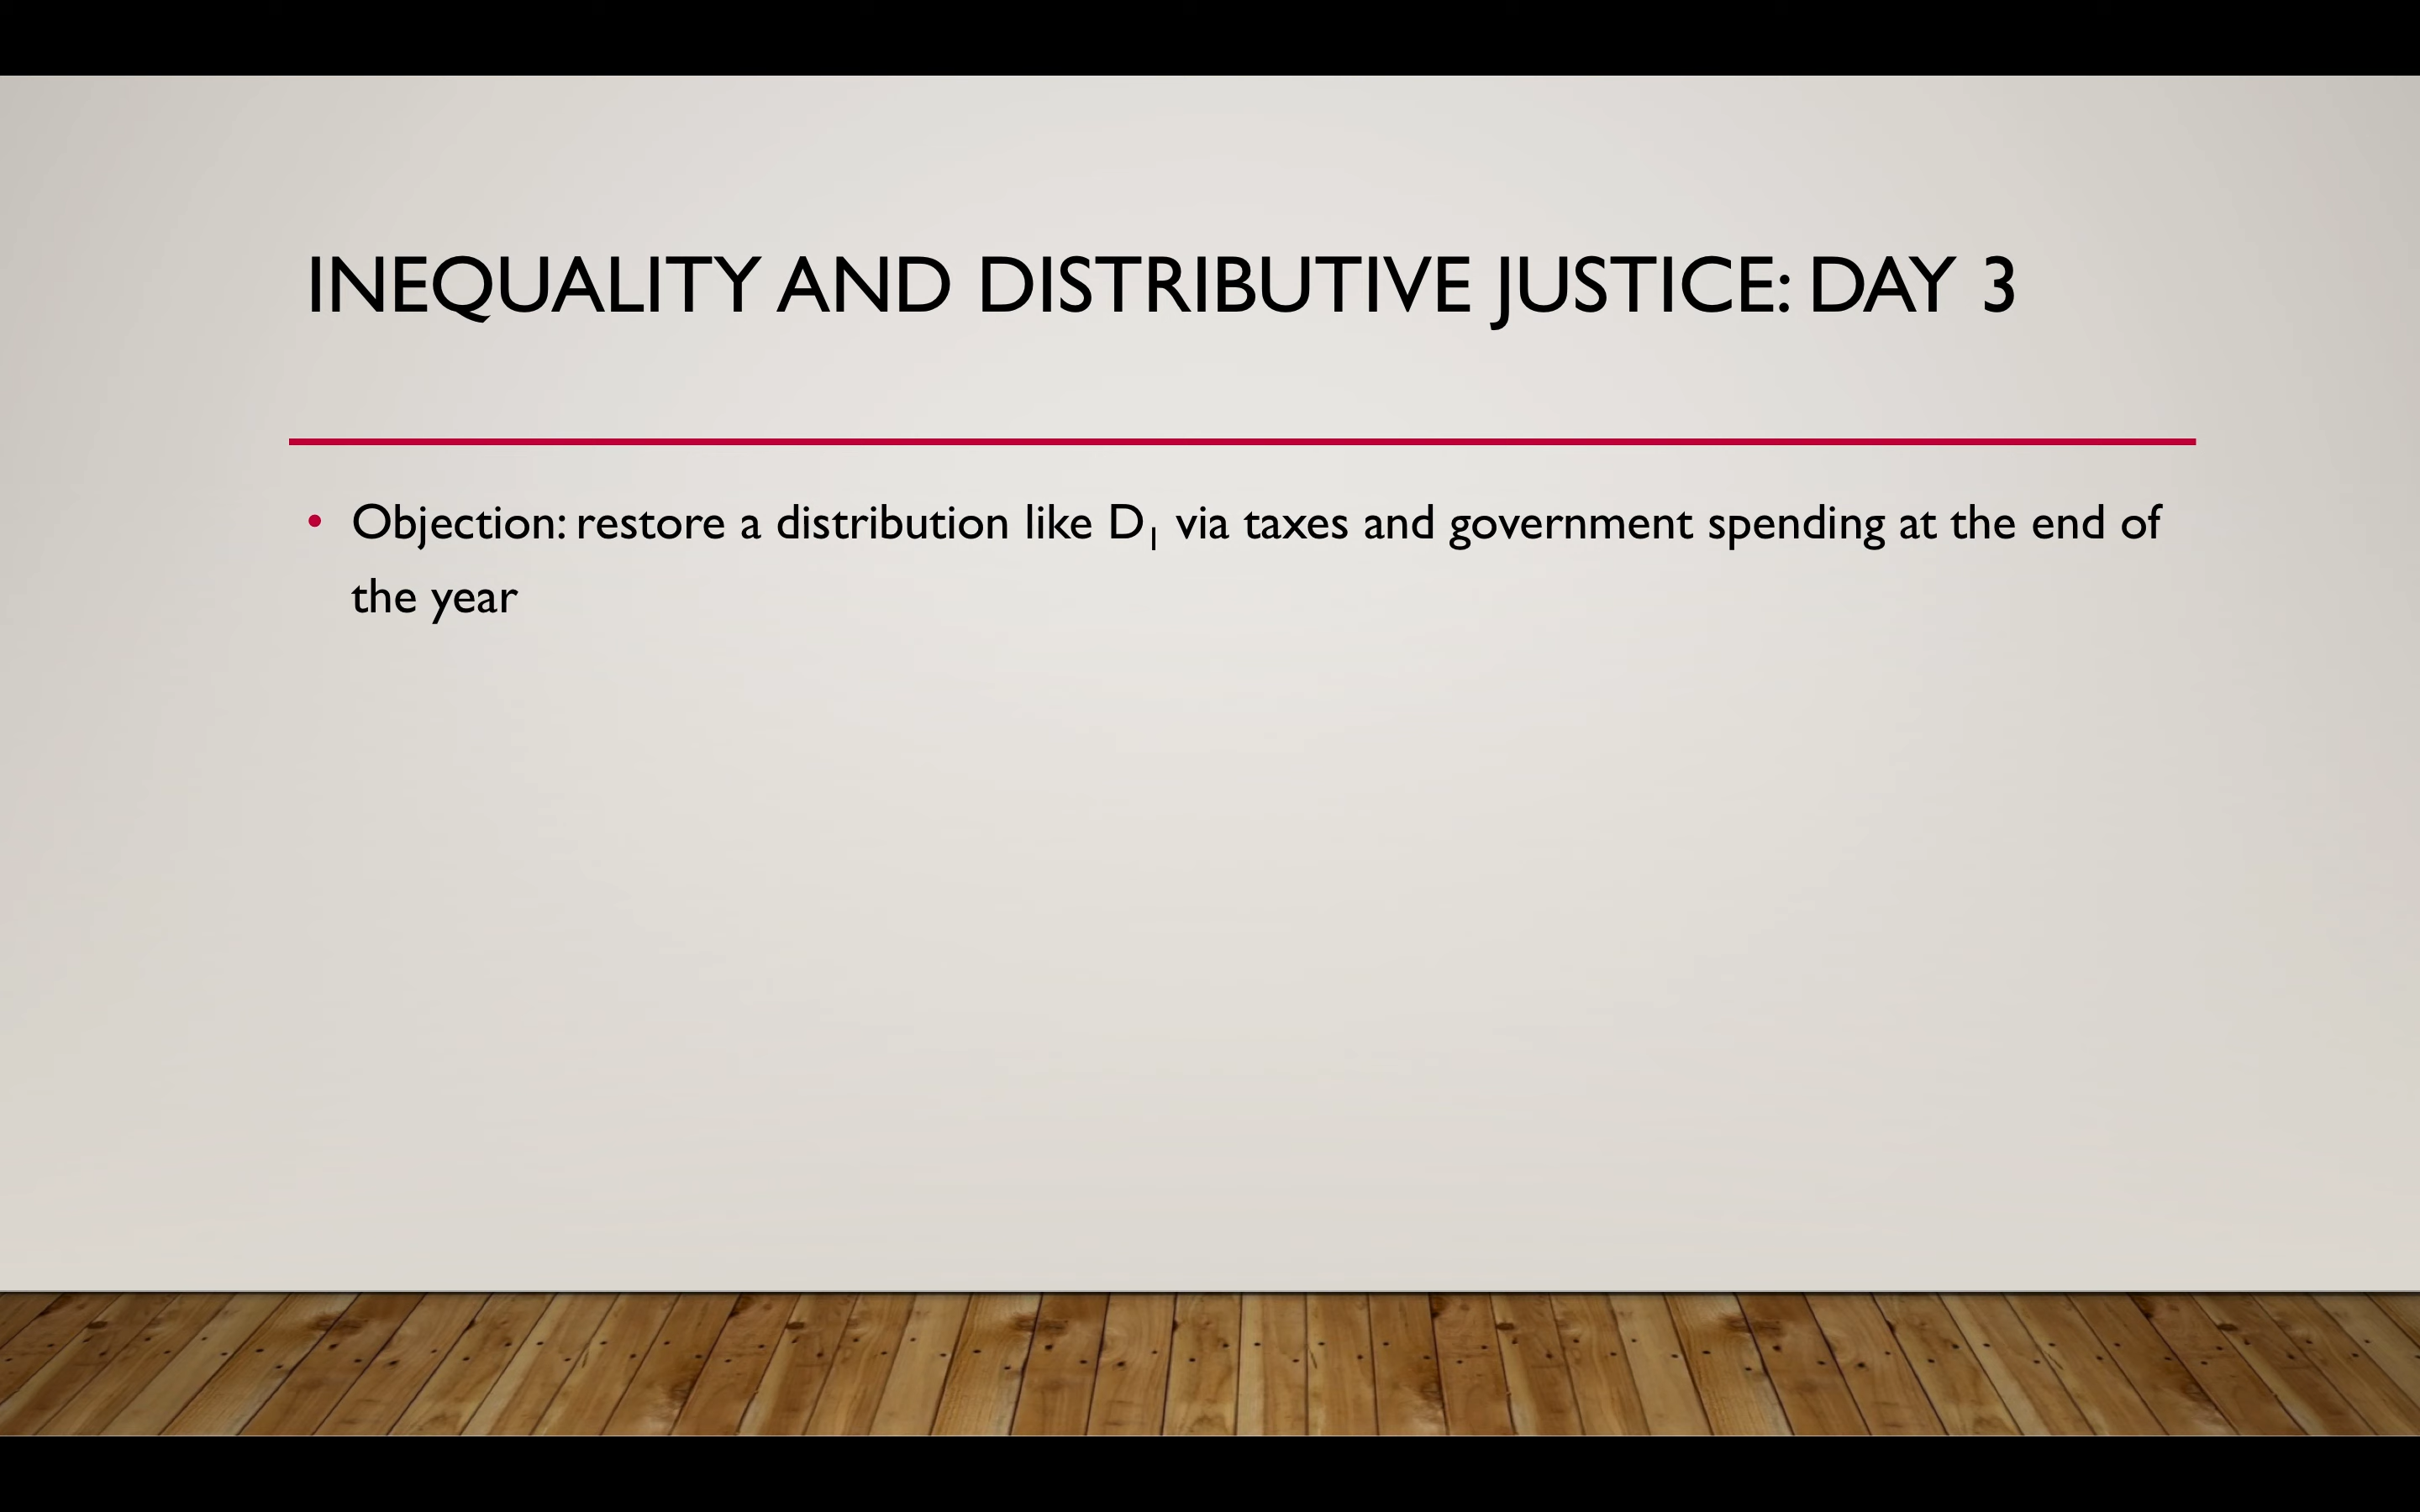 INEQUALITY AND DISTRIBUTIVE JUSTICE: DAY 3
• Objection: restore a distribution like D₁ via taxes and government spending at the end of
the year